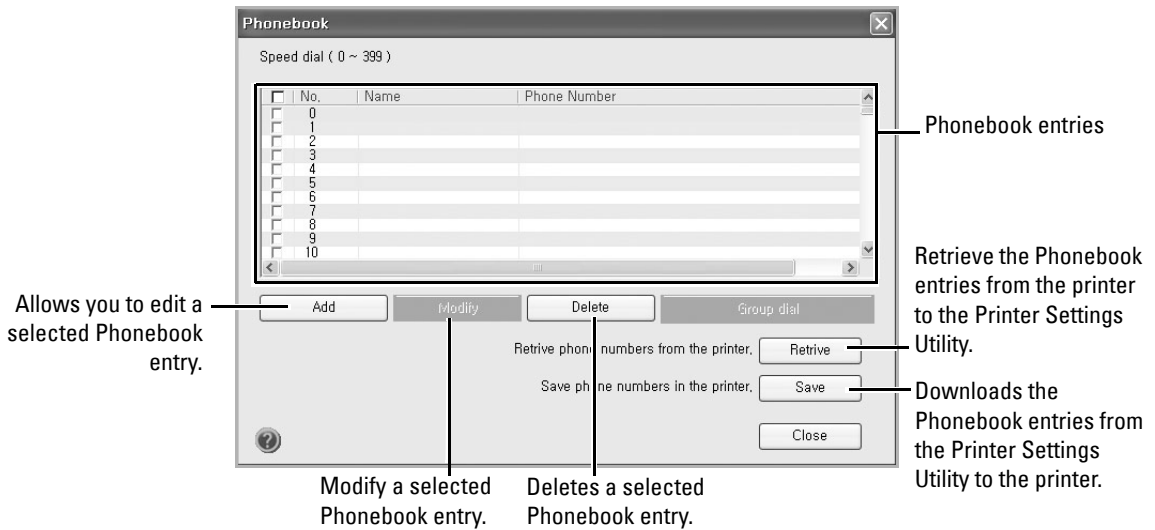 Phonebook
Speed dial ( 0 ~ 399 )
No. Name Phone Number
0
1
2
3
4
5
6
7
8
9
10
Phonebook entries
Allows you to edit a
selected Phonebook
entry.
Add Modify Delete Group dial
Retrive phone numbers from the printer. Retrive
Save phone numbers in the printer. Save
Close
?
Retrieve the Phonebook
entries from the printer
to the Printer Settings
Utility.
Downloads the
Phonebook entries from
the Printer Settings
Utility to the printer.
Modify a selected
Phonebook entry.
Deletes a selected
Phonebook entry.